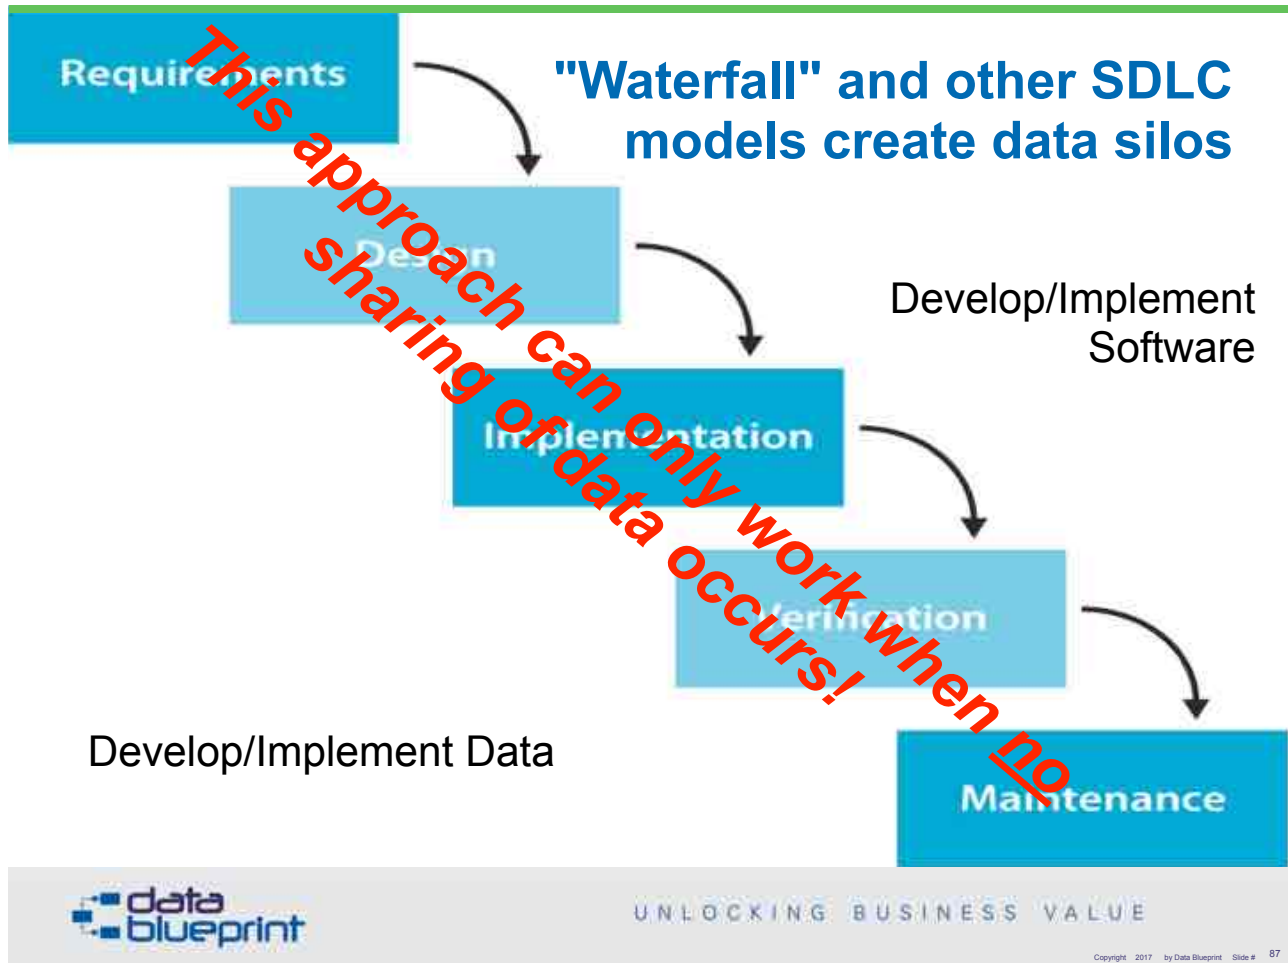 Requirements
"Waterfall" and other SDLC
models create data silos
This approach can only work when no
sharing of data occurs!
Design
Develop/Implement
Software
Implementation
Verification
Develop/Implement Data
Maintenance
data
blueprint
UNLOCKING BUSINESS VALUE
Copyright 2017 by Data Blueprint Slide # 87